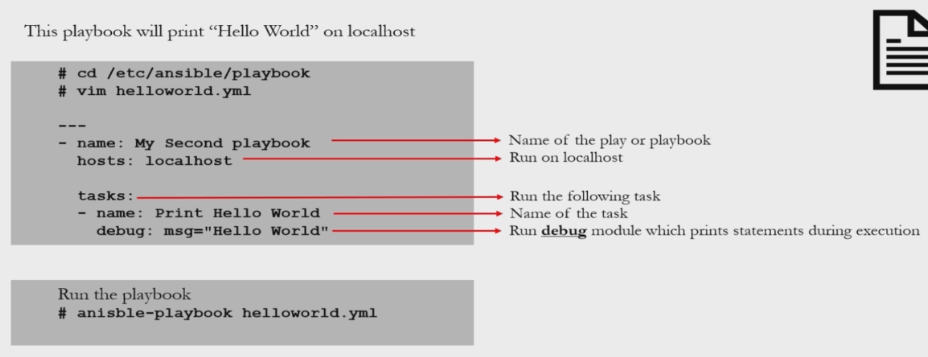 This playbook will print “Hello World” on localhost
# cd /etc/ansible/playbook
# vim helloworld.yml
---
- name: My Second playbook
Name of the play or playbook
hosts: localhost
Run on localhost
tasks:
Run the following task
- name: Print Hello World
Name of the task
debug: msg="Hello World"
Run debug module which prints statements during execution
Run the playbook
# anisble-playbook helloworld.yml